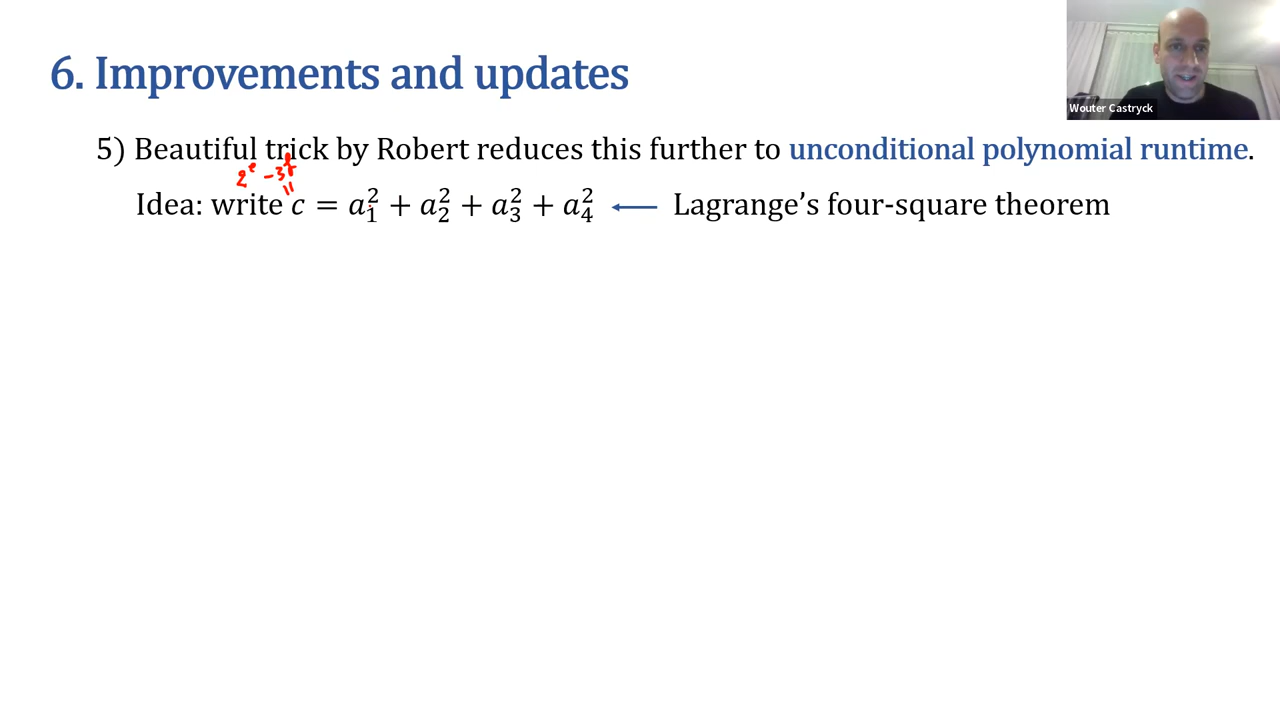 6. Improvements and updates
Wouter Castryck
5) Beautiful trick by Robert reduces this further to unconditional polynomial runtime.
Idea: write c = a₁² + a₂² + a₃² + a₄² ← Lagrange’s four-square theorem